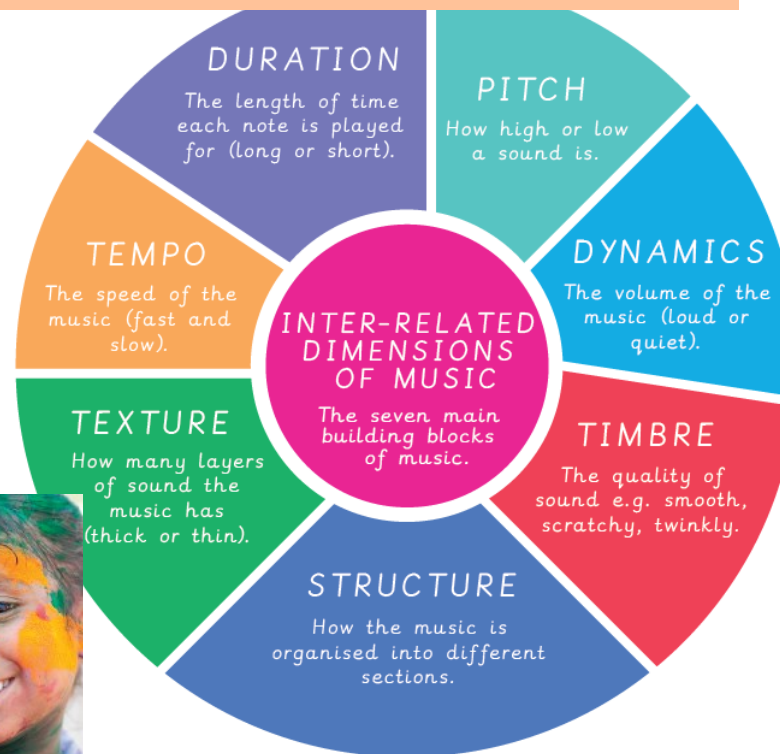 DURATION
The length of time
each note is played
for (long or short).
PITCH
How high or low
a sound is.
DYNAMICS
The volume of the
music (loud or
quiet).
TIMBRE
The quality of
sound e.g. smooth,
scratchy, twinkly.
STRUCTURE
How the music is
organised into different
sections.
TEXTURE
How many layers
of sound the
music has
(thick or thin).
TEMPO
The speed of the
music (fast and
slow).
INTER-RELATED
DIMENSIONS
OF MUSIC
The seven main
building blocks
of music.